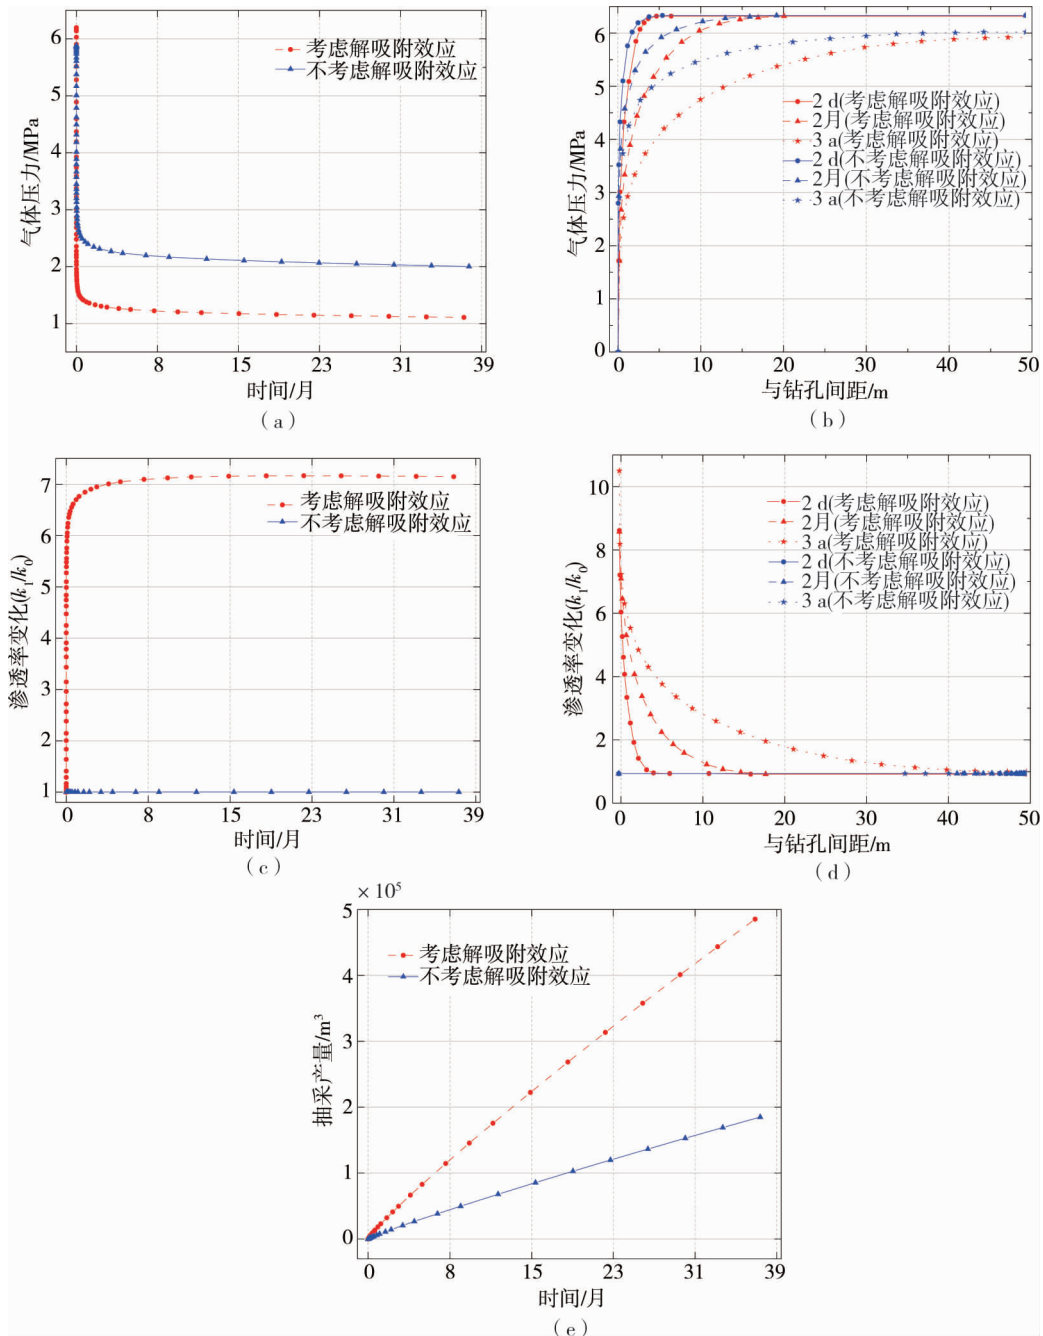 6
5
4
3
2
1
气体压力/MPa
考虑解吸附效应
不考虑解吸附效应
0 8 15 23 31 39
时间/月
(a)
6
5
4
3
2
1
0
气体压力/MPa
2 d(考虑解吸附效应)
2月(考虑解吸附效应)
3 a(考虑解吸附效应)
2 d(不考虑解吸附效应)
2月(不考虑解吸附效应)
3 a(不考虑解吸附效应)
0 10 20 30 40 50
与钻孔间距/m
(b)
7
6
5
4
3
2
1
渗透率变化(k₁/k₀)
考虑解吸附效应
不考虑解吸附效应
0 8 15 23 31 39
时间/月
(c)
10
8
6
4
2
0
渗透率变化(k₁/k₀)
2 d(考虑解吸附效应)
2月(考虑解吸附效应)
3 a(考虑解吸附效应)
2 d(不考虑解吸附效应)
2月(不考虑解吸附效应)
3 a(不考虑解吸附效应)
0 10 20 30 40 50
与钻孔间距/m
(d)
× 10⁵
5
4
3
2
1
0
抽采产量/m³
考虑解吸附效应
不考虑解吸附效应
0 8 15 23 31 39
时间/月
(e)